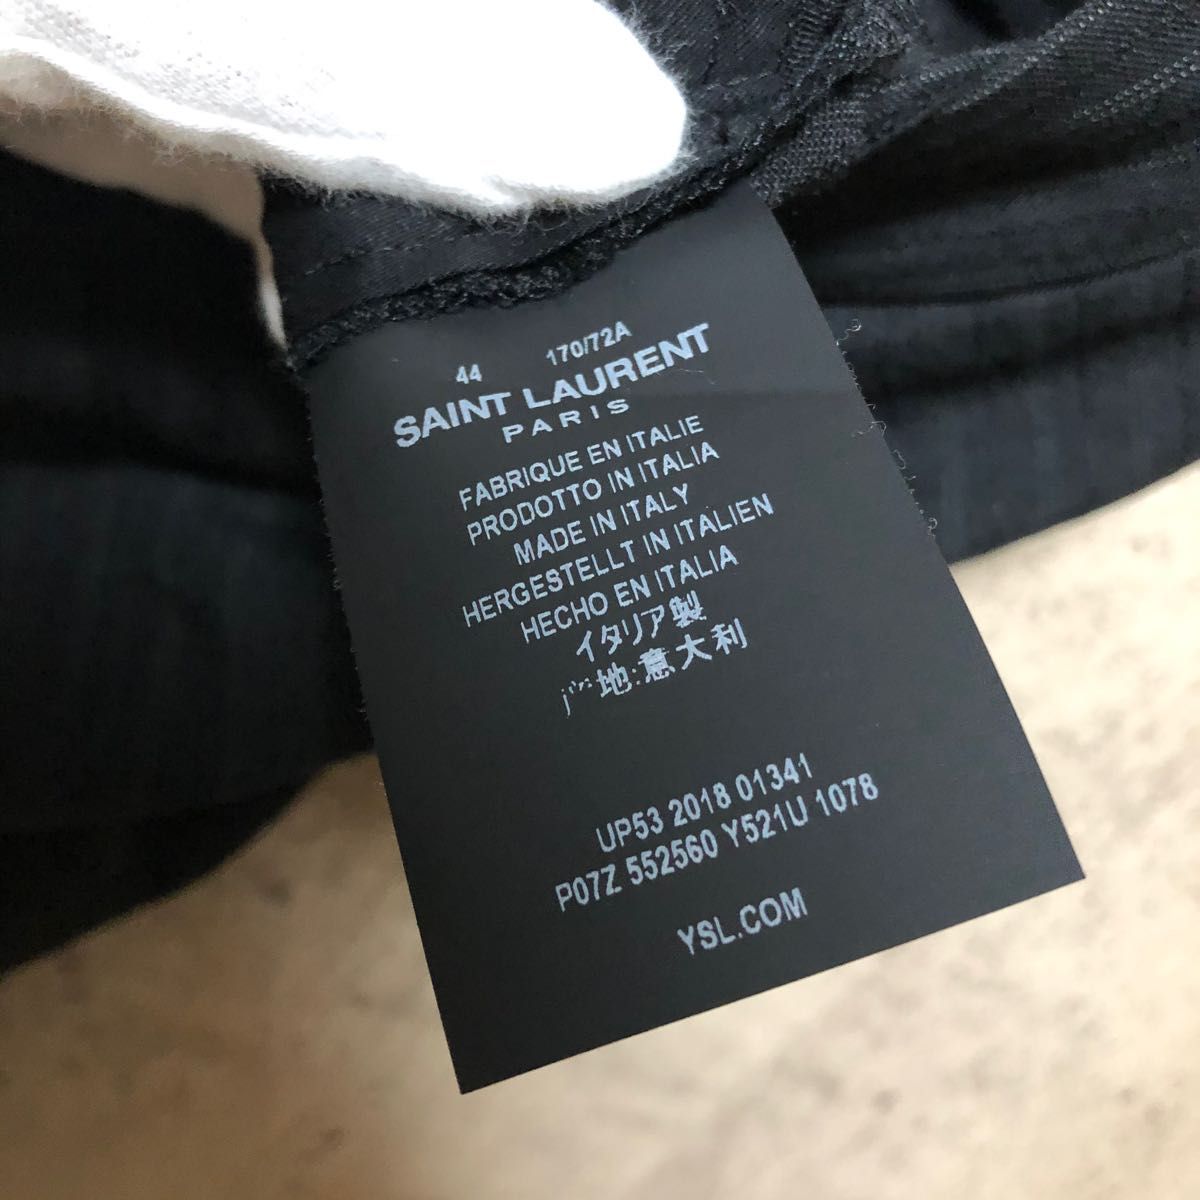 44 170/72A
SAINT LAURENT
PARIS
FABRIQUE EN ITALIE
PRODOTTO IN ITALIA
MADE IN ITALY
HERGESTELLT IN ITALIEN
HECHO EN ITALIA
イタリア製
地:意大利
UP53 2018 01341
P07Z 552560 Y521U 1078
YSL.COM